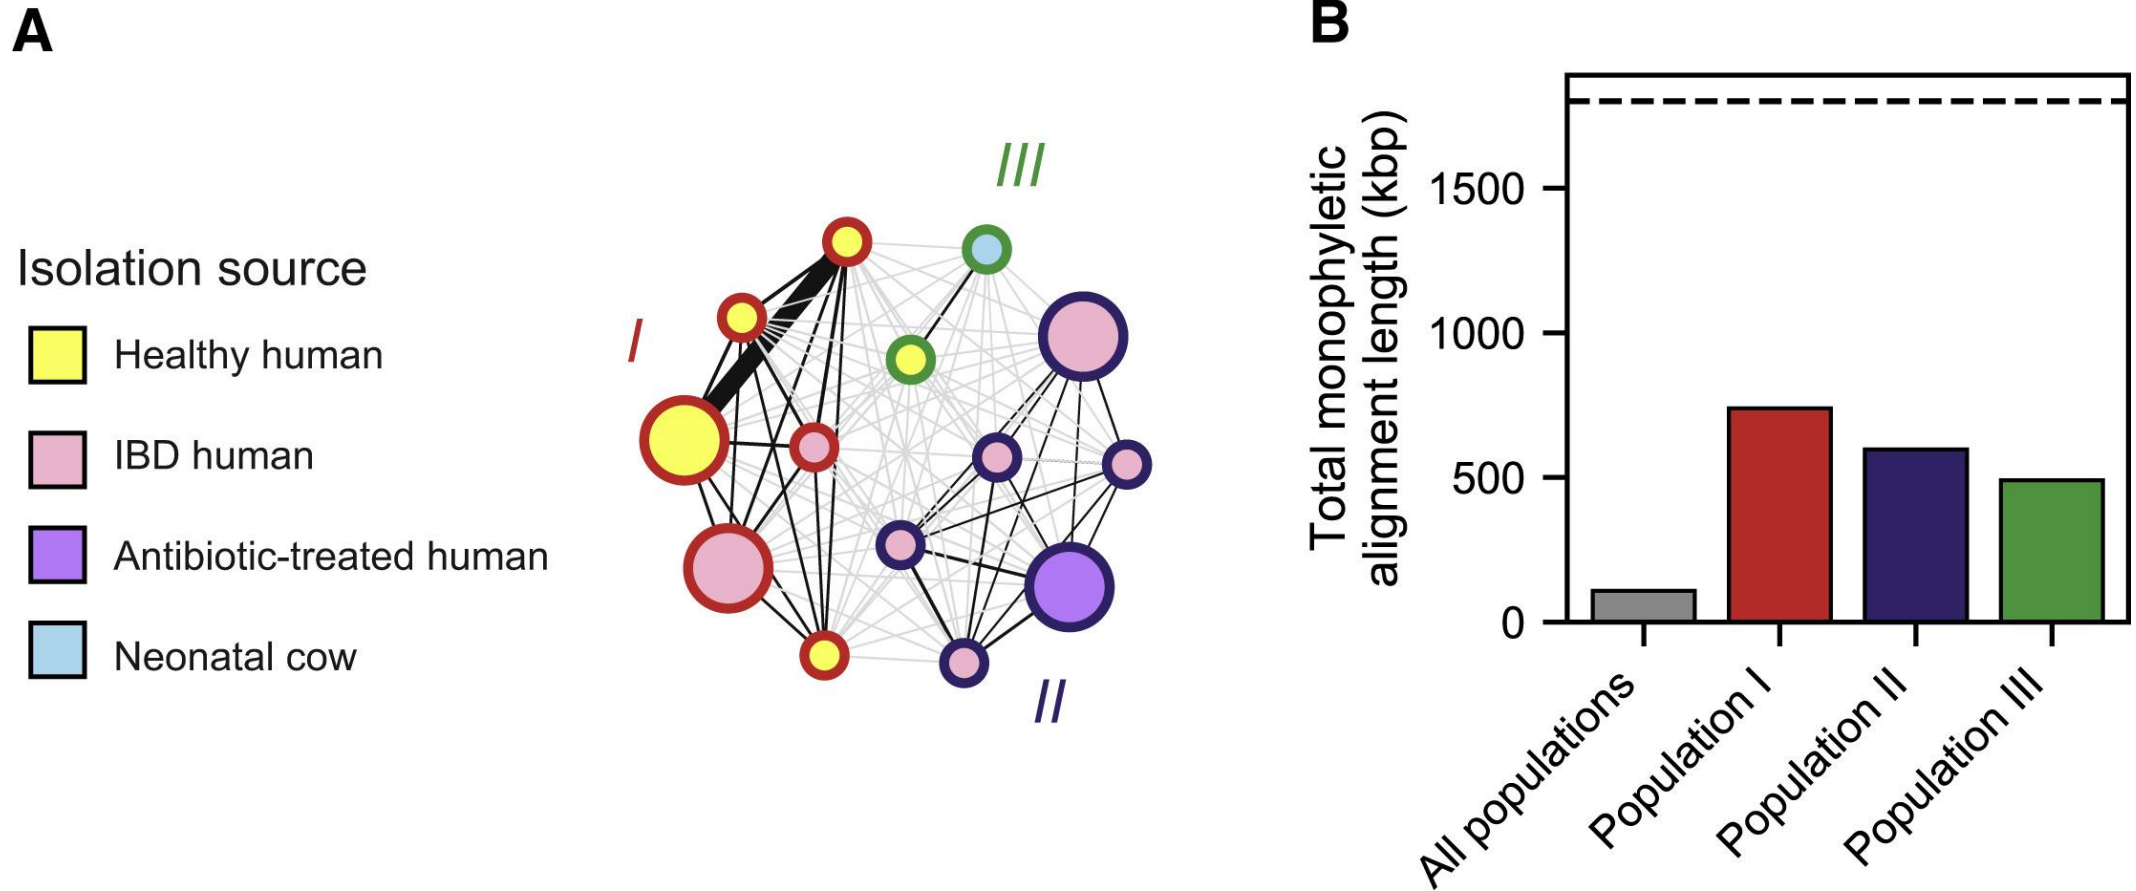 A
Isolation source
Healthy human
IBD human
Antibiotic-treated human
Neonatal cow
I
III
II
B
Total monophyletic
alignment length (kbp)
1500
1000
500
0
All populations
Population I
Population II
Population III